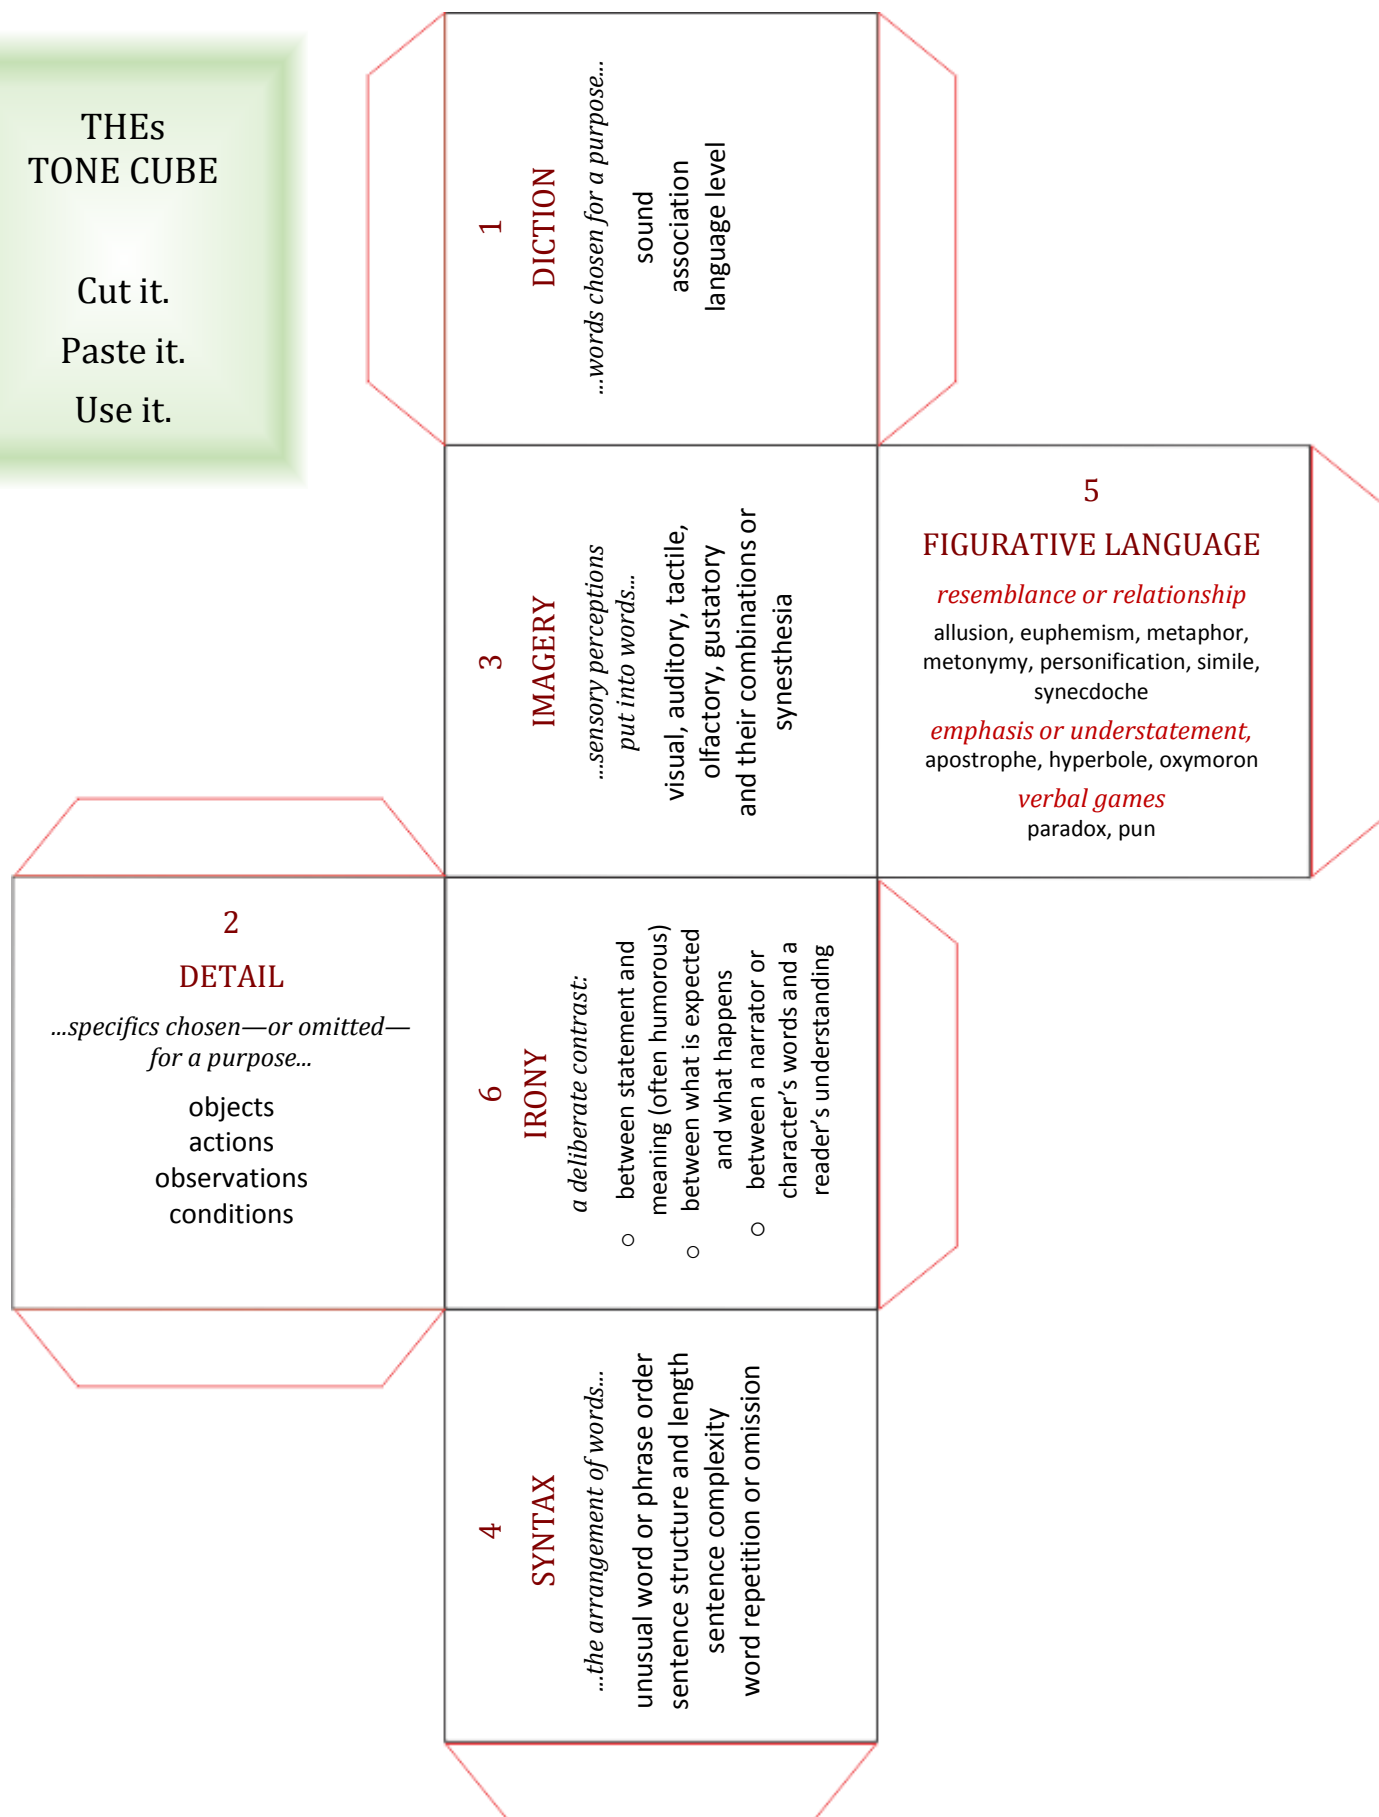 THEs
TONE CUBE
Cut it.
Paste it.
Use it.
1
DICTION
...words chosen for a purpose...
sound
association
language level
3
IMAGERY
...sensory perceptions
put into words...
visual, auditory, tactile,
olfactory, gustatory
and their combinations or
synesthesia
5
FIGURATIVE LANGUAGE
resemblance or relationship
allusion, euphemism, metaphor,
metonymy, personification, simile,
synecdoche
emphasis or understatement,
apostrophe, hyperbole, oxymoron
verbal games
paradox, pun
2
DETAIL
...specifics chosen—or omitted—
for a purpose...
objects
actions
observations
conditions
6
IRONY
a deliberate contrast:
o between statement and
meaning (often humorous)
o between what is expected
and what happens
o between a narrator or
character's words and a
reader's understanding
4
SYNTAX
...the arrangement of words...
unusual word or phrase order
sentence structure and length
sentence complexity
word repetition or omission